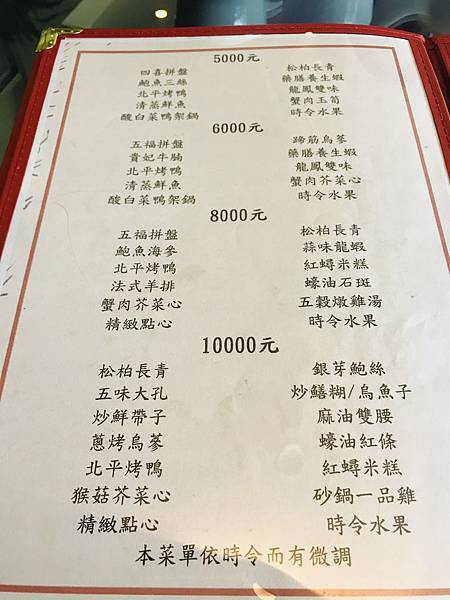 5000元
四喜拼盤 松柏長青
鮑魚三絲 藥膳養生蝦
北平烤鴨 龍鳳雙味
清蒸鮮魚 蟹肉玉筍
酸白菜鴨架鍋 時令水果
6000元
五福拼盤 蹄筋烏蔘
貴妃牛腩 藥膳養生蝦
北平烤鴨 龍鳳雙味
清蒸鮮魚 蟹肉芥菜心
酸白菜鴨架鍋 時令水果
8000元
五福拼盤 松柏長青
鮑魚海參 蒜味龍蝦
北平烤鴨 紅蟳米糕
法式羊排 蠔油石斑
蟹肉芥菜心 五穀燉雞湯
精緻點心 時令水果
10000元
松柏長青 銀芽鮑絲
五味大孔 炒鱔糊/烏魚子
炒鮮帶子 麻油雙腰
蔥烤烏蔘 蠔油紅條
北平烤鴨 紅蟳米糕
猴菇芥菜心 砂鍋一品雞
精緻點心 時令水果
本菜單依時令而有微調